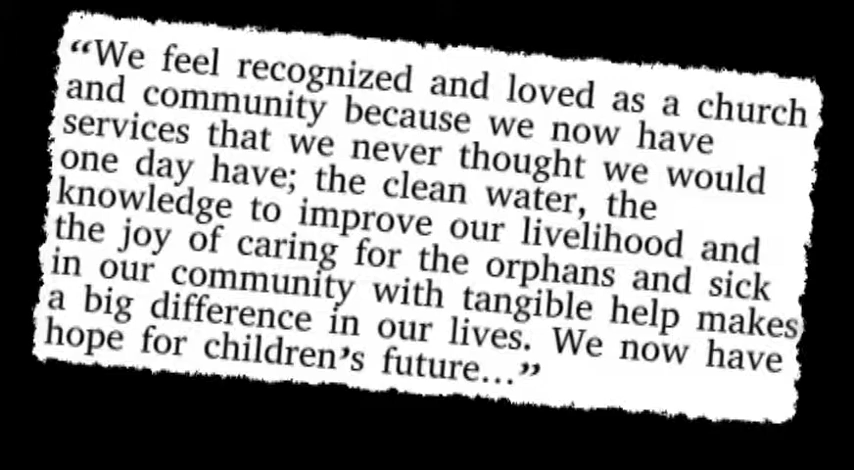 “We feel recognized and loved as a church
and community because we now have
services that we never thought we would
one day have; the clean water, the
knowledge to improve our livelihood and
the joy of caring for the orphans and sick
in our community with tangible help makes
a big difference in our lives. We now have
hope for children’s future...”